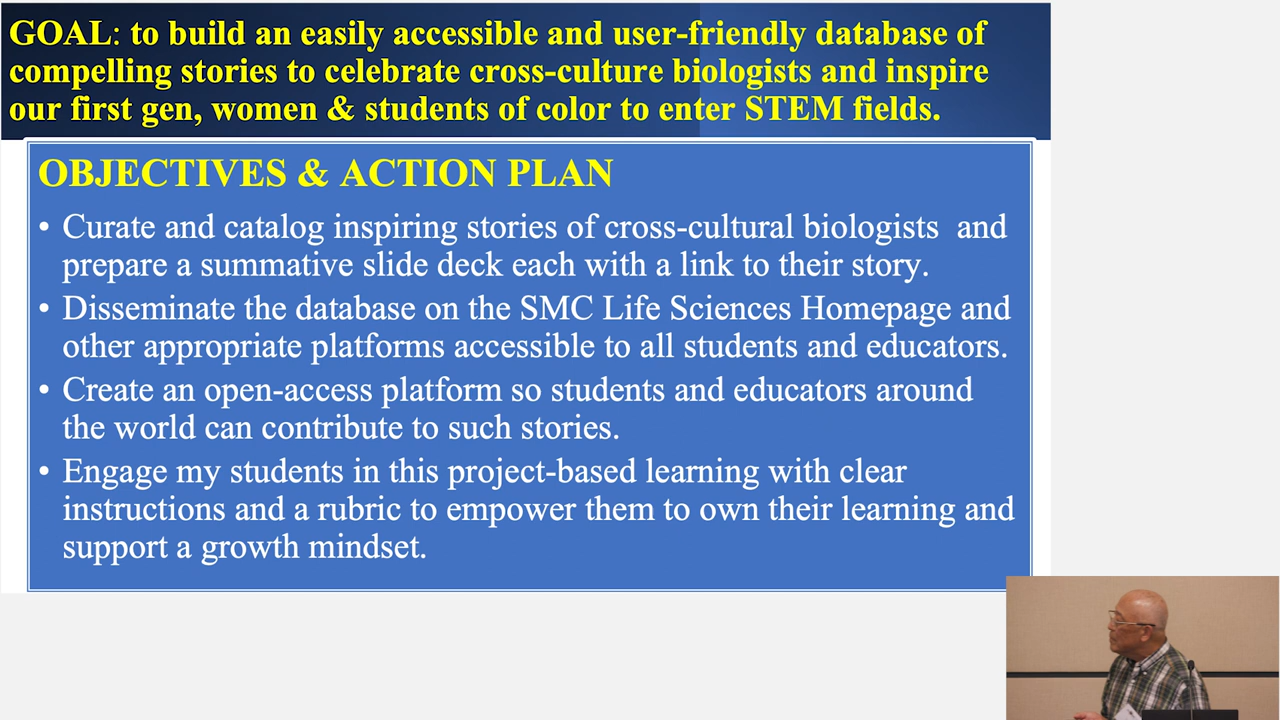 GOAL: to build an easily accessible and user-friendly database of
compelling stories to celebrate cross-culture biologists and inspire
our first gen, women & students of color to enter STEM fields.
OBJECTIVES & ACTION PLAN
• Curate and catalog inspiring stories of cross-cultural biologists and
prepare a summative slide deck each with a link to their story.
• Disseminate the database on the SMC Life Sciences Homepage and
other appropriate platforms accessible to all students and educators.
• Create an open-access platform so students and educators around
the world can contribute to such stories.
• Engage my students in this project-based learning with clear
instructions and a rubric to empower them to own their learning and
support a growth mindset.